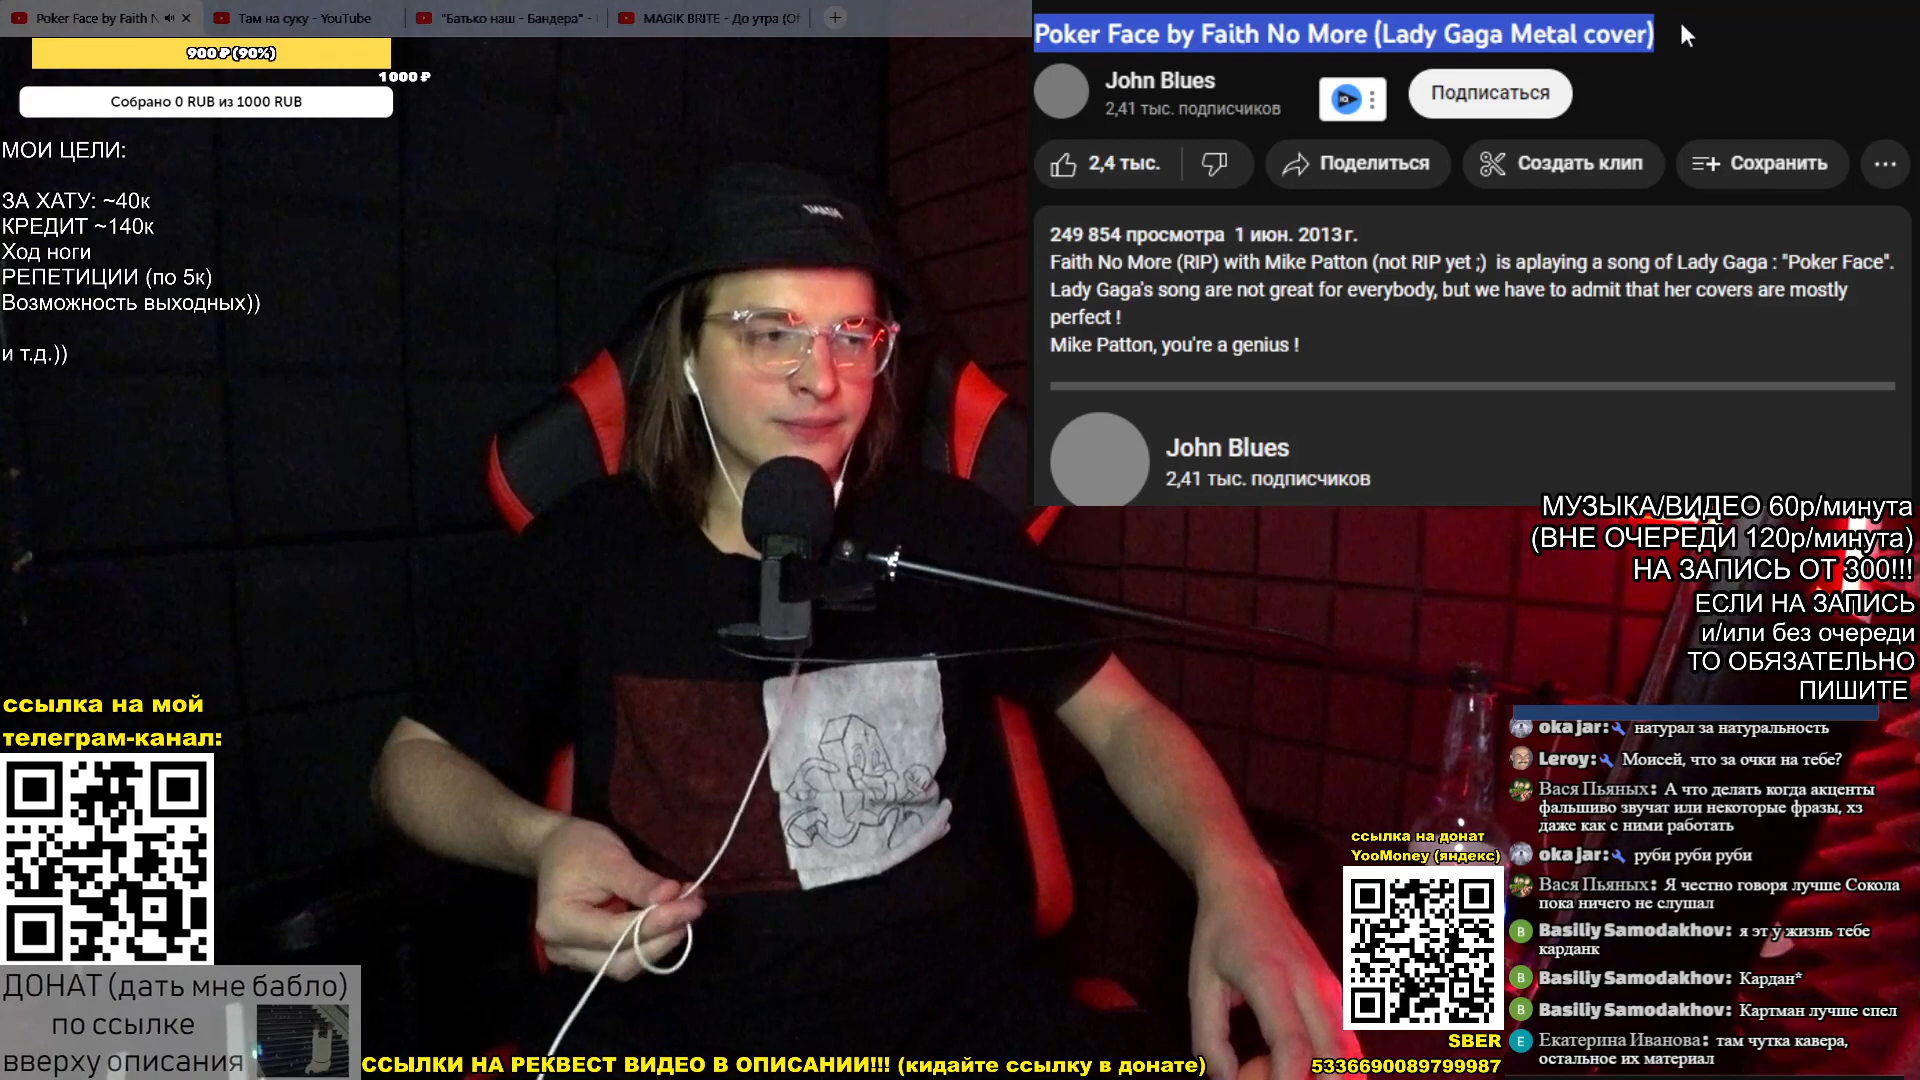 Poker Face by Faith N
Там на суку - YouTube
"Батько наш - Бандера" -
MAGIK BRITE - До утра (Of
900 ₽ (90%)
1000 ₽
Собрано 0 RUB из 1000 RUB
МОИ ЦЕЛИ:
ЗА ХАТУ: ~40к
КРЕДИТ ~140к
Ход ноги
РЕПЕТИЦИИ (по 5к)
Возможность выходных))
и т.д.))
ссылка на мой
телеграм-канал:
ДОНАТ (дать мне бабло)
по ссылке
вверху описания
ССЫЛКИ НА РЕКВЕСТ ВИДЕО В ОПИСАНИИ!!! (кидайте ссылку в донате)
Poker Face by Faith No More (Lady Gaga Metal cover)
John Blues
2,41 тыс. подписчиков
Подписаться
2,4 тыс.
Поделиться
Создать клип
Сохранить
249 854 просмотра 1 июн. 2013 г.
Faith No More (RIP) with Mike Patton (not RIP yet ;) is aplaying a song of Lady Gaga : "Poker Face".
Lady Gaga's song are not great for everybody, but we have to admit that her covers are mostly
perfect !
Mike Patton, you're a genius !
John Blues
2,41 тыс. подписчиков
МУЗЫКА/ВИДЕО 60р/минута
(ВНЕ ОЧЕРЕДИ 120р/минута)
НА ЗАПИСЬ ОТ 300!!!
ЕСЛИ НА ЗАПИСЬ
и/или без очереди
ТО ОБЯЗАТЕЛЬНО
ПИШИТЕ
oka jar: натурал за натуральность
Leroy: Моисей, что за очки на тебе?
Вася Пьяных: А что делать когда акценты
фальшиво звучат или некоторые фразы, хз
даже как с ними работать
oka jar: руби руби руби
Вася Пьяных: Я честно говоря лучше Сокола
пока ничего не слушал
Basiliy Samodakhov: я эт у жизнь тебе
карданк
Basiliy Samodakhov: Кардан*
Basiliy Samodakhov: Картман лучше спел
Екатерина Иванова: там чутка кавера,
остальное их материал
ссылка на донат
YooMoney (яндекс)
SBER
5336690089799987